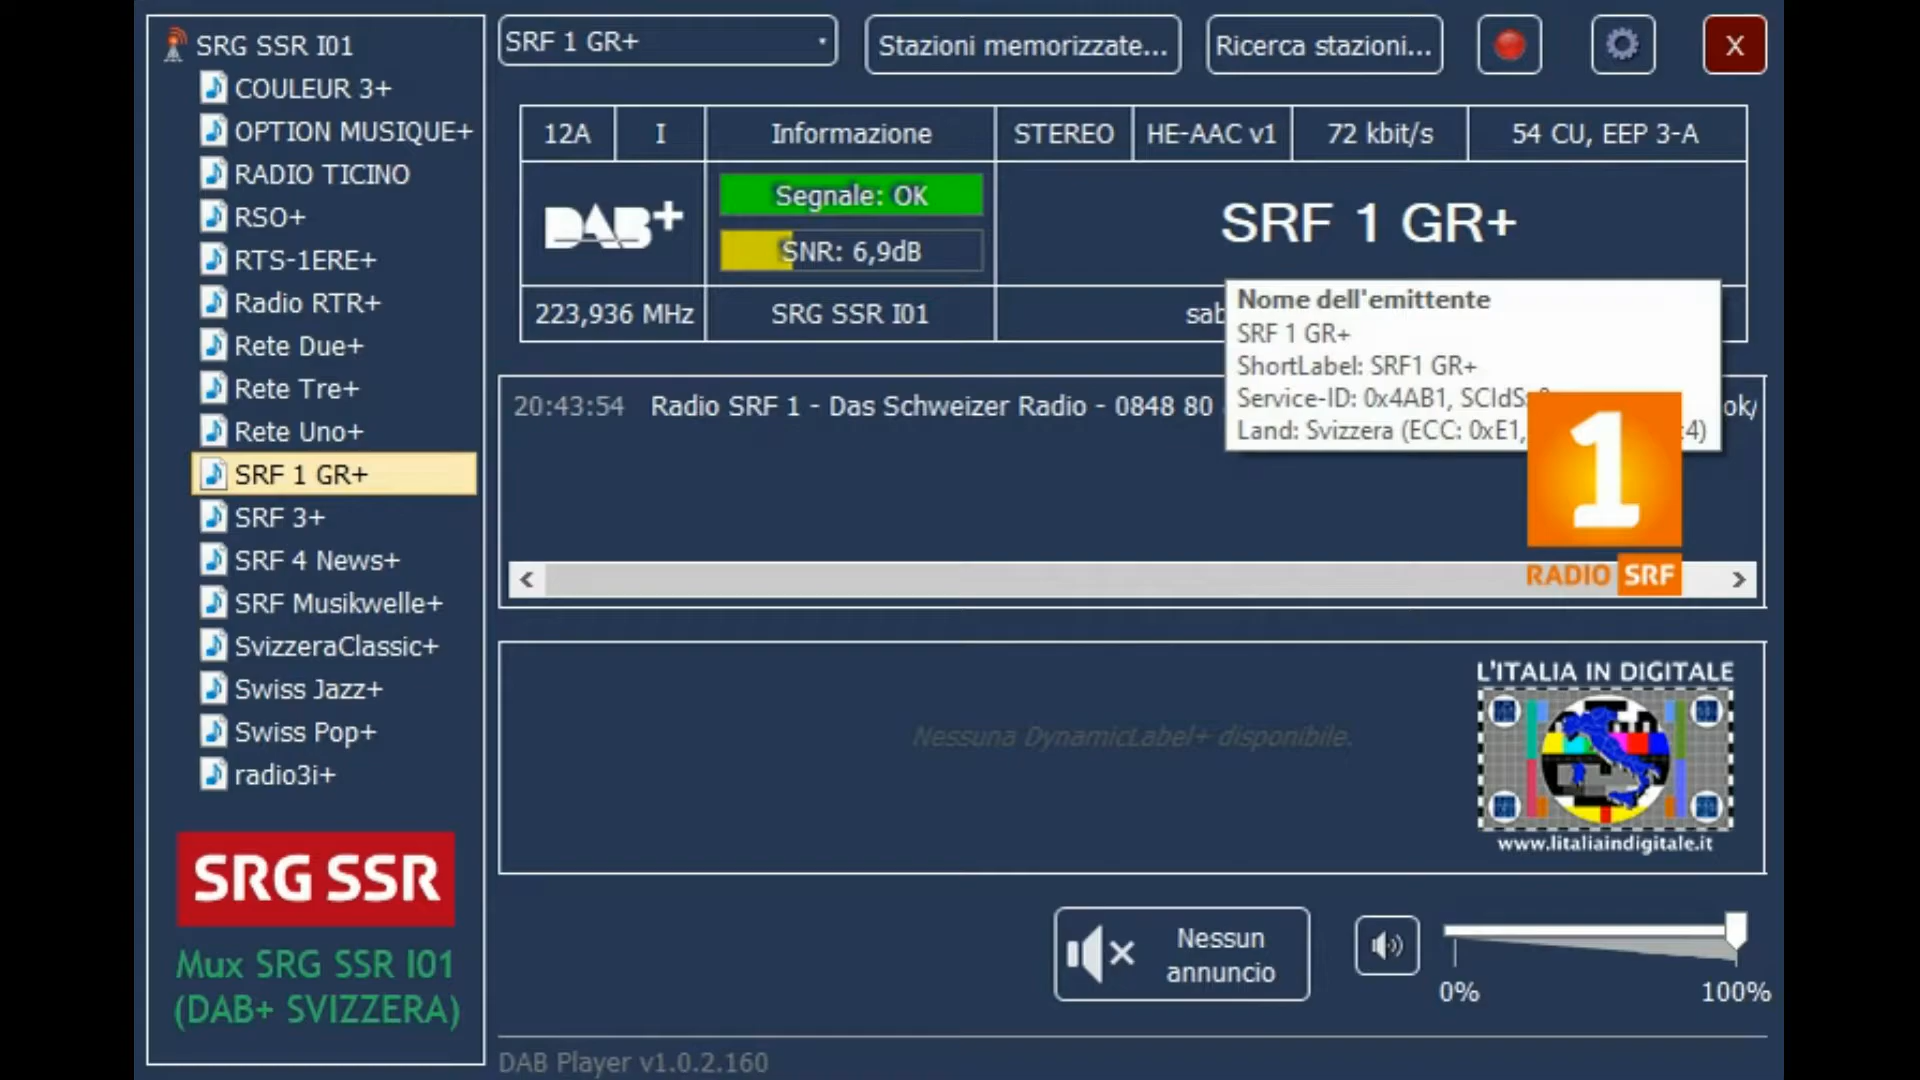 SRG SSR I01
COULEUR 3+
OPTION MUSIQUE+
RADIO TICINO
RSO+
RTS-1ERE+
Radio RTR+
Rete Due+
Rete Tre+
Rete Uno+
SRF 1 GR+
SRF 3+
SRF 4 News+
SRF Musikwelle+
SvizzeraClassic+
Swiss Jazz+
Swiss Pop+
radio3i+
SRG SSR
Mux SRG SSR I01
(DAB+ SVIZZERA)
SRF 1 GR+
Stazioni memorizzate...
Ricerca stazioni...
X
12A
I
Informazione
STEREO
HE-AAC v1
72 kbit/s
54 CU, EEP 3-A
DAB+
Segnale: OK
SNR: 6,9dB
SRF 1 GR+
223,936 MHz
SRG SSR I01
sab
Nome dell'emittente
SRF 1 GR+
ShortLabel: SRF1 GR+
Service-ID: 0x4AB1, SCIdS:
Land: Svizzera (ECC: 0xE1, 4)
20:43:54 Radio SRF 1 - Das Schweizer Radio - 0848 80 ok/
1
RADIO SRF
Nessuna DynamicLabel+ disponibile.
L'ITALIA IN DIGITALE
www.litaliaindigitale.it
Nessun
annuncio
0%
100%
DAB Player v1.0.2.160